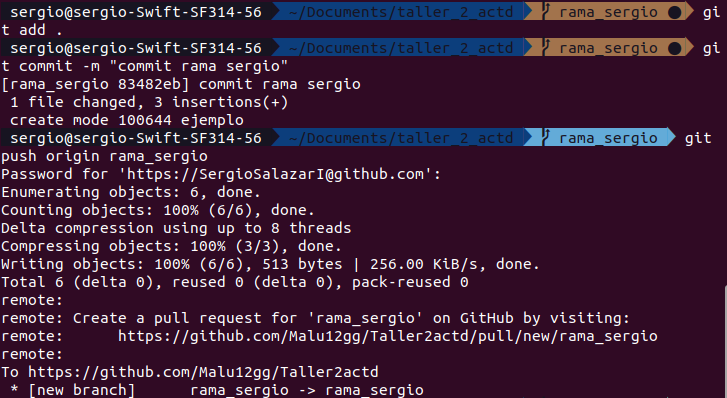 sergio@sergio-Swift-SF314-56 ~/Documents/taller_2_actd rama_sergio ● gi
t add .
sergio@sergio-Swift-SF314-56 ~/Documents/taller_2_actd rama_sergio ● gi
t commit -m "commit rama sergio"
[rama_sergio 83482eb] commit rama sergio
 1 file changed, 3 insertions(+)
 create mode 100644 ejemplo
sergio@sergio-Swift-SF314-56 ~/Documents/taller_2_actd rama_sergio git
push origin rama_sergio
Password for 'https://SergioSalazarI@github.com':
Enumerating objects: 6, done.
Counting objects: 100% (6/6), done.
Delta compression using up to 8 threads
Compressing objects: 100% (3/3), done.
Writing objects: 100% (6/6), 513 bytes | 256.00 KiB/s, done.
Total 6 (delta 0), reused 0 (delta 0), pack-reused 0
remote:
remote: Create a pull request for 'rama_sergio' on GitHub by visiting:
remote:      https://github.com/Malu12gg/Taller2actd/pull/new/rama_sergio
remote:
To https://github.com/Malu12gg/Taller2actd
 * [new branch]      rama_sergio -> rama_sergio